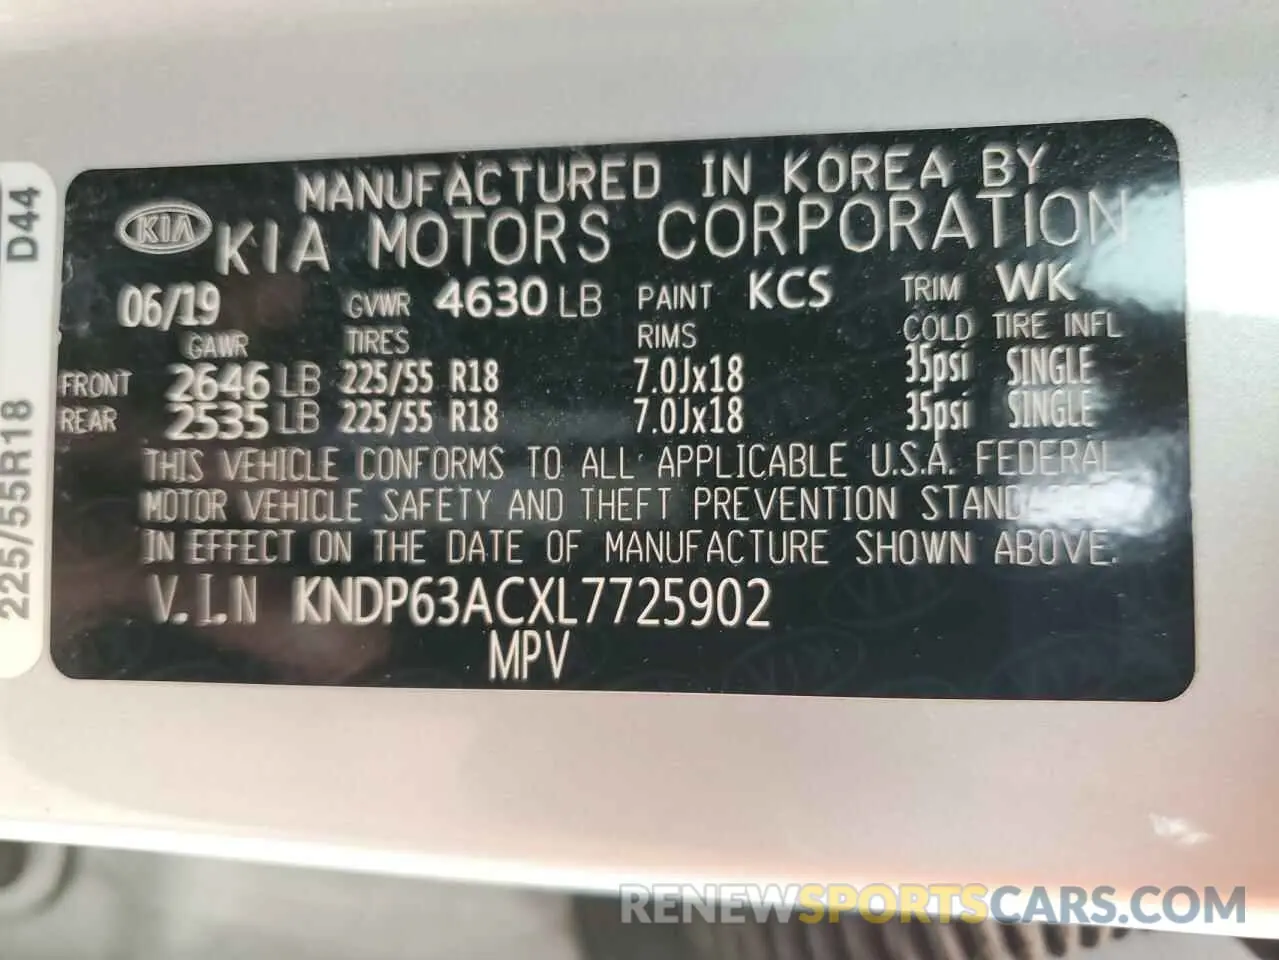 MANUFACTURED IN KOREA BY
KIA KIA MOTORS CORPORATION
06/19 GVWR 4630 LB PAINT KCS TRIM WK
GAWR TIRES RIMS COLD TIRE INFL
FRONT 2646 LB 225/55 R18 7.0Jx18 35psi SINGLE
REAR 2535 LB 225/55 R18 7.0Jx18 35psi SINGLE
THIS VEHICLE CONFORMS TO ALL APPLICABLE U.S.A. FEDERAL
MOTOR VEHICLE SAFETY AND THEFT PREVENTION STANDARDS
IN EFFECT ON THE DATE OF MANUFACTURE SHOWN ABOVE.
V.I.N KNDP63ACXL7725902
MPV
225/55R18 D44
RENEWSPORTSCARS.COM